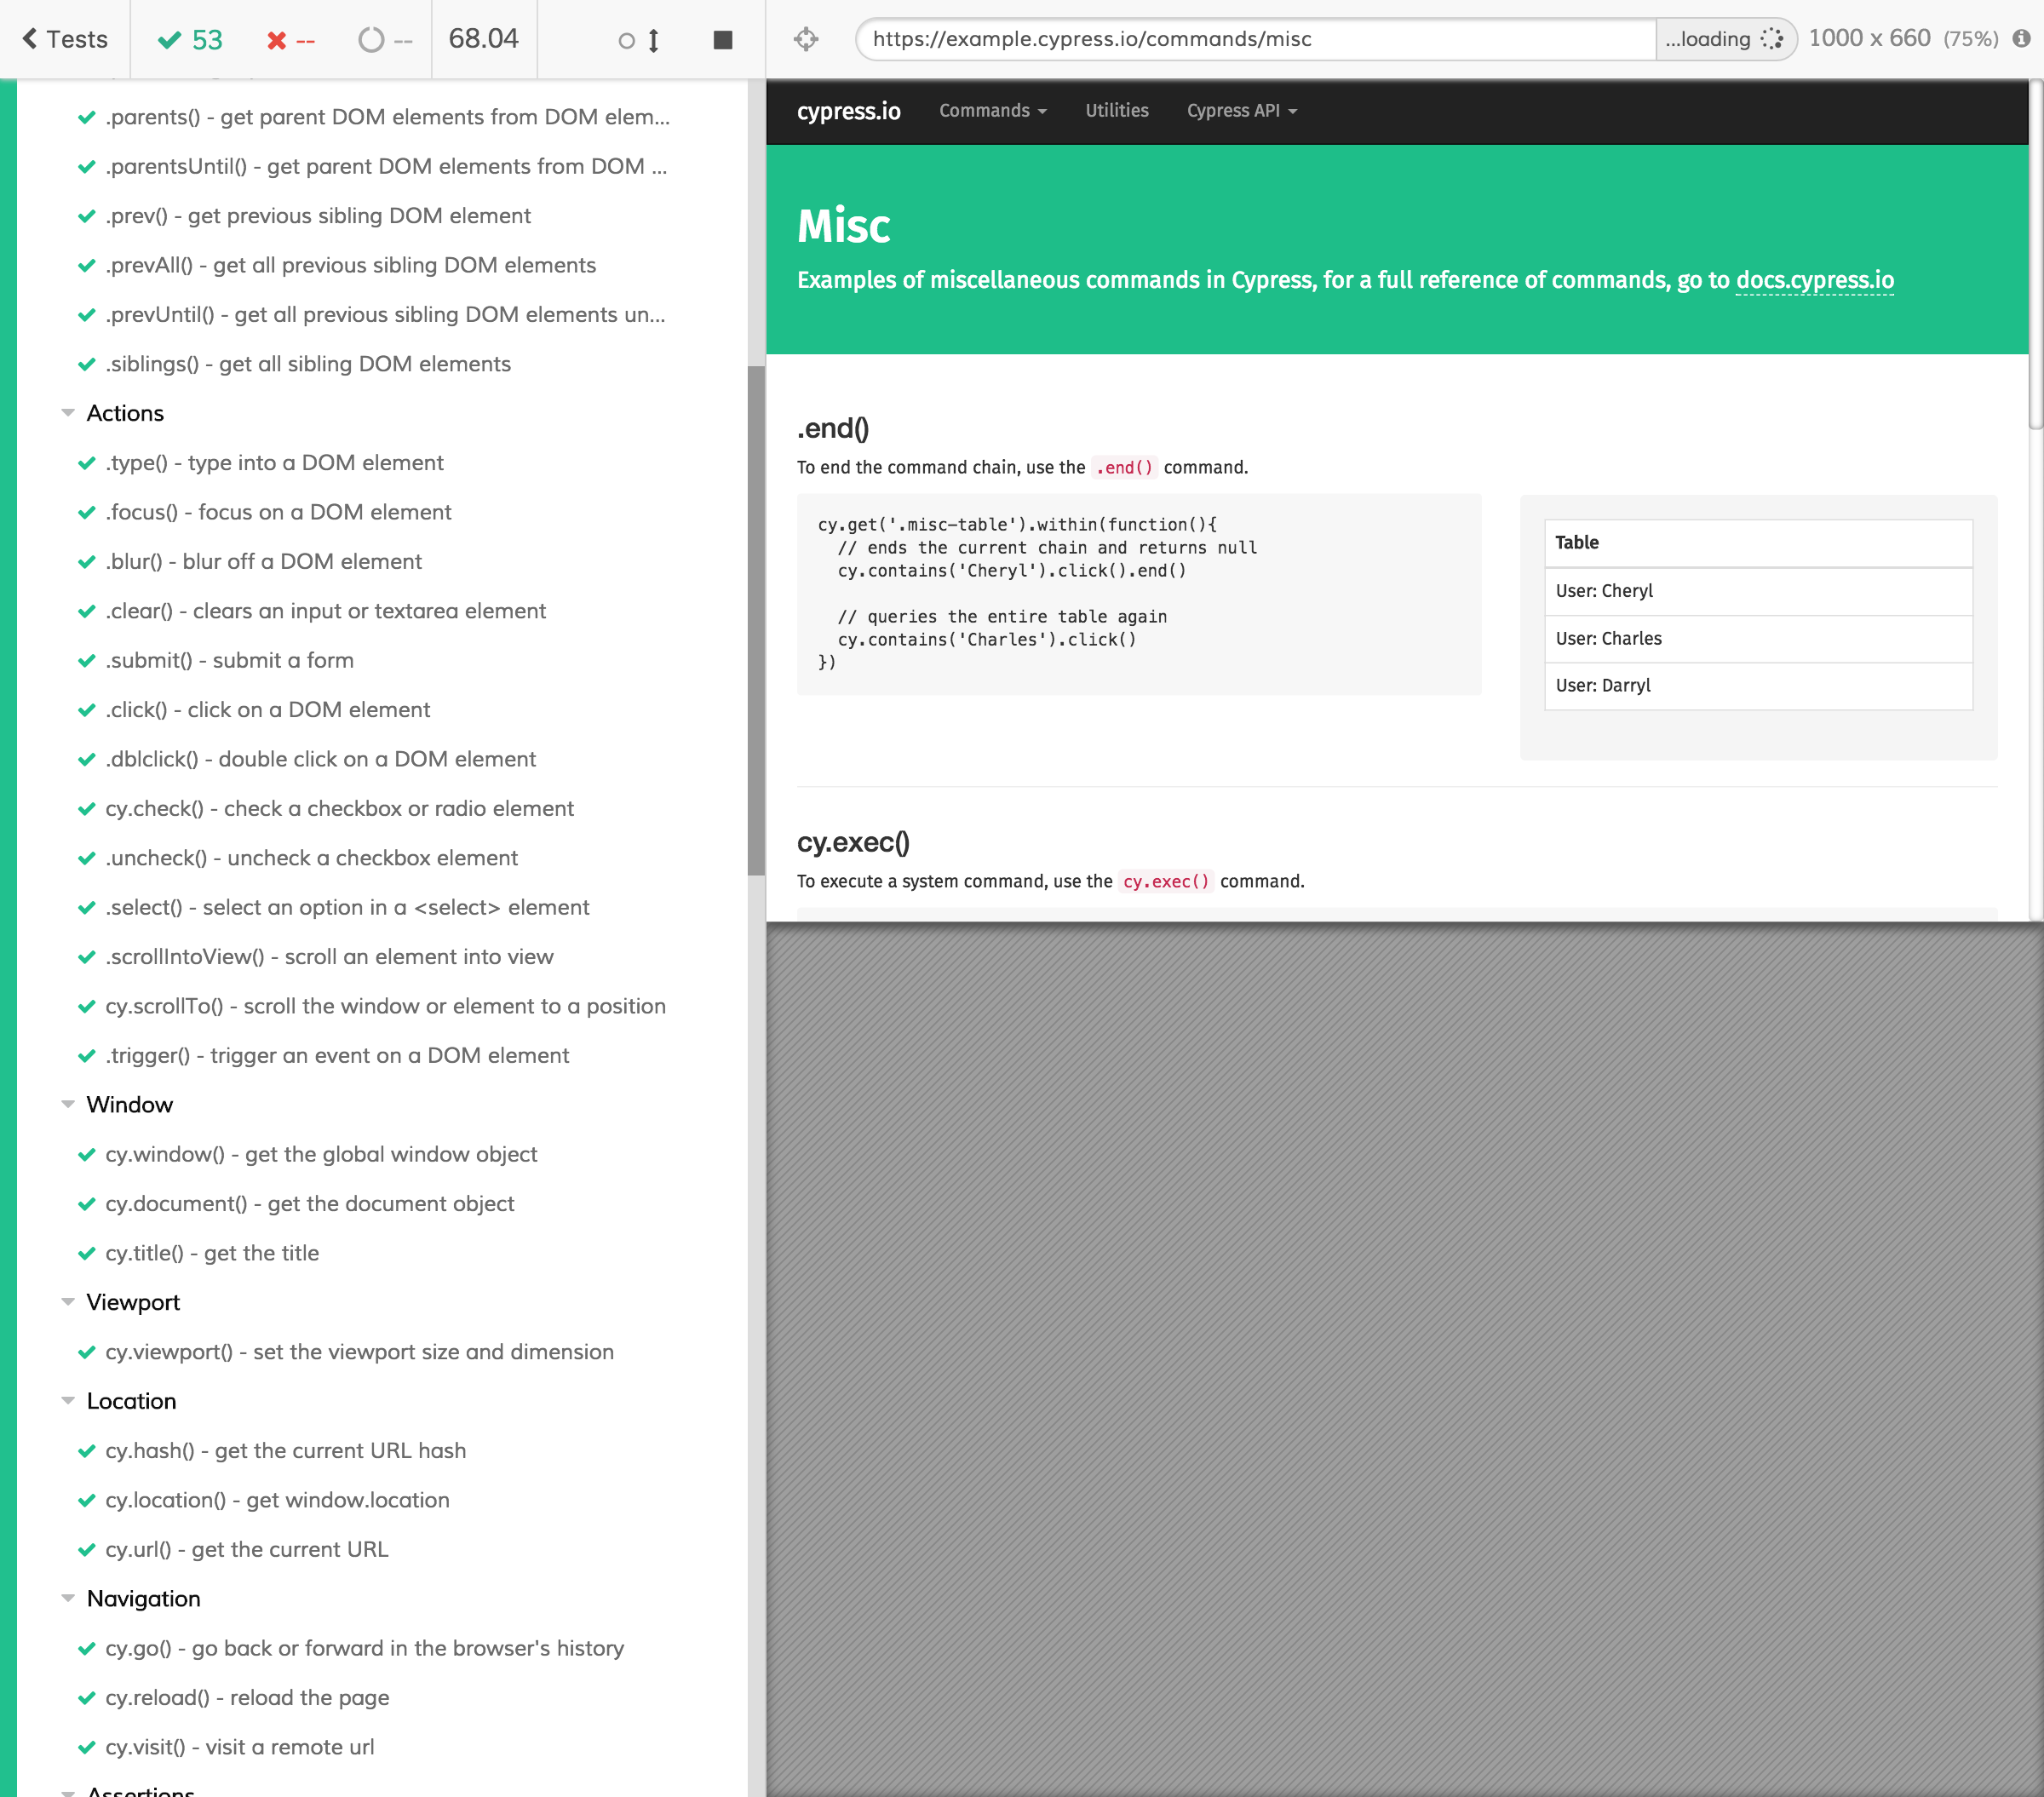 Tests
53
--
--
68.04
https://example.cypress.io/commands/misc
...loading
1000 x 660 (75%)
.parents() - get parent DOM elements from DOM elem...
.parentsUntil() - get parent DOM elements from DOM ...
.prev() - get previous sibling DOM element
.prevAll() - get all previous sibling DOM elements
.prevUntil() - get all previous sibling DOM elements un...
.siblings() - get all sibling DOM elements
Actions
.type() - type into a DOM element
.focus() - focus on a DOM element
.blur() - blur off a DOM element
.clear() - clears an input or textarea element
.submit() - submit a form
.click() - click on a DOM element
.dblclick() - double click on a DOM element
cy.check() - check a checkbox or radio element
.uncheck() - uncheck a checkbox element
.select() - select an option in a <select> element
.scrollIntoView() - scroll an element into view
cy.scrollTo() - scroll the window or element to a position
.trigger() - trigger an event on a DOM element
Window
cy.window() - get the global window object
cy.document() - get the document object
cy.title() - get the title
Viewport
cy.viewport() - set the viewport size and dimension
Location
cy.hash() - get the current URL hash
cy.location() - get window.location
cy.url() - get the current URL
Navigation
cy.go() - go back or forward in the browser's history
cy.reload() - reload the page
cy.visit() - visit a remote url
Assertions
cypress.io
Commands
Utilities
Cypress API
Misc
Examples of miscellaneous commands in Cypress, for a full reference of commands, go to docs.cypress.io
.end()
To end the command chain, use the .end() command.
cy.get('.misc-table').within(function(){
// ends the current chain and returns null
cy.contains('Cheryl').click().end()
// queries the entire table again
cy.contains('Charles').click()
})
Table
User: Cheryl
User: Charles
User: Darryl
cy.exec()
To execute a system command, use the cy.exec() command.